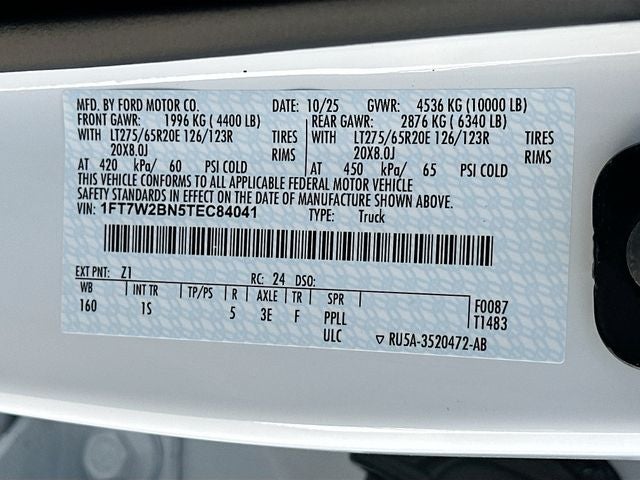 MFD. BY FORD MOTOR CO. DATE: 10/25 GVWR: 4536 KG (10000 LB)
FRONT GAWR: 1996 KG ( 4400 LB) REAR GAWR: 2876 KG ( 6340 LB)
WITH LT275/65R20E 126/123R TIRES WITH LT275/65R20E 126/123R TIRES
20X8.0J RIMS 20X8.0J RIMS
AT 420 kPa/ 60 PSI COLD AT 450 kPa/ 65 PSI COLD
THIS VEHICLE CONFORMS TO ALL APPLICABLE FEDERAL MOTOR VEHICLE
SAFETY STANDARDS IN EFFECT ON THE DATE OF MANUFACTURE SHOWN ABOVE.
VIN: 1FT7W2BN5TEC84041 TYPE: Truck
EXT PNT: Z1 RC: 24 DSO:
WB INT TR TP/PS R AXLE TR SPR F0087
160 1S 5 3E F PPLL T1483
ULC ▽ RU5A-3520472-AB